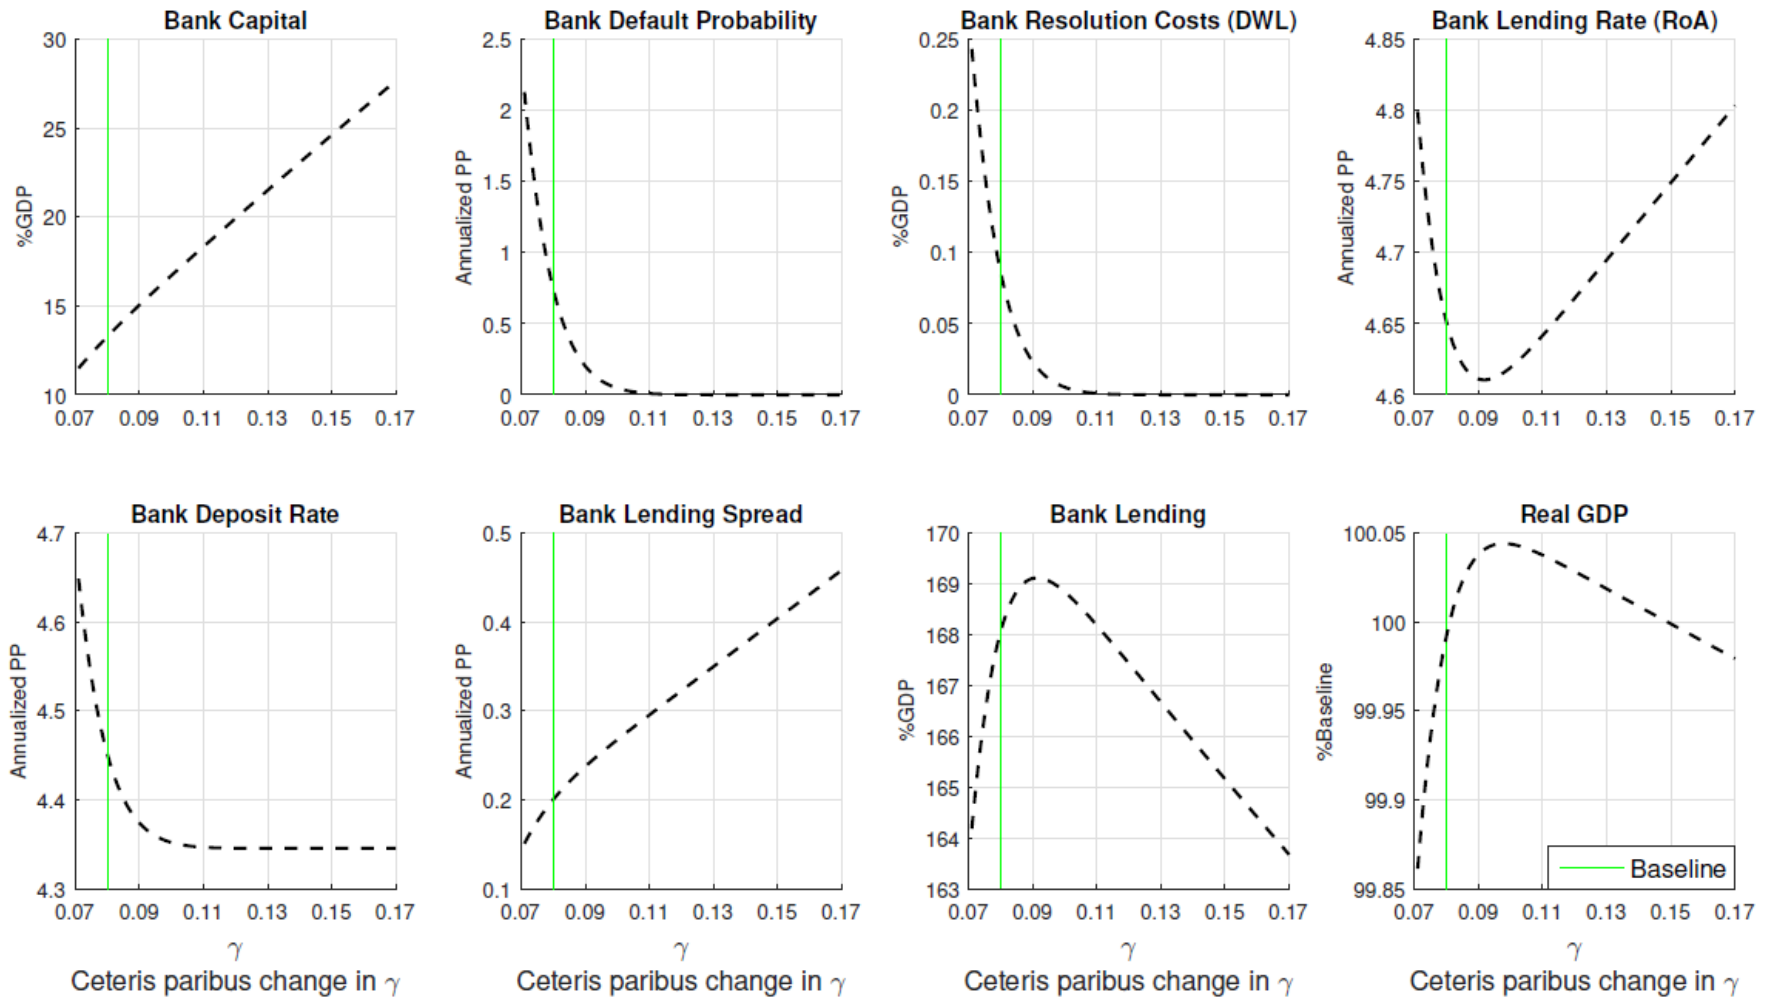 Bank Capital
%GDP
30
25
20
15
10
0.07 0.09 0.11 0.13 0.15 0.17
Bank Default Probability
Annualized PP
2.5
2
1.5
1
0.5
0
0.07 0.09 0.11 0.13 0.15 0.17
Bank Resolution Costs (DWL)
%GDP
0.25
0.2
0.15
0.1
0.05
0
0.07 0.09 0.11 0.13 0.15 0.17
Bank Lending Rate (RoA)
Annualized PP
4.85
4.8
4.75
4.7
4.65
4.6
0.07 0.09 0.11 0.13 0.15 0.17
Bank Deposit Rate
Annualized PP
4.7
4.6
4.5
4.4
4.3
0.07 0.09 0.11 0.13 0.15 0.17
γ
Ceteris paribus change in γ
Bank Lending Spread
Annualized PP
0.5
0.4
0.3
0.2
0.1
0.07 0.09 0.11 0.13 0.15 0.17
γ
Ceteris paribus change in γ
Bank Lending
%GDP
170
169
168
167
166
165
164
163
0.07 0.09 0.11 0.13 0.15 0.17
γ
Ceteris paribus change in γ
Real GDP
%Baseline
100.05
100
99.95
99.9
99.85
Baseline
0.07 0.09 0.11 0.13 0.15 0.17
γ
Ceteris paribus change in γ